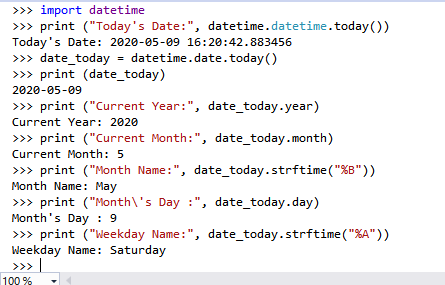 >>> import datetime
>>> print ("Today's Date:", datetime.datetime.today())
Today's Date: 2020-05-09 16:20:42.883456
>>> date_today = datetime.date.today()
>>> print (date_today)
2020-05-09
>>> print ("Current Year:", date_today.year)
Current Year: 2020
>>> print ("Current Month:", date_today.month)
Current Month: 5
>>> print ("Month Name:", date_today.strftime("%B"))
Month Name: May
>>> print ("Month\'s Day :", date_today.day)
Month's Day : 9
>>> print ("Weekday Name:", date_today.strftime("%A"))
Weekday Name: Saturday
>>>
100 %